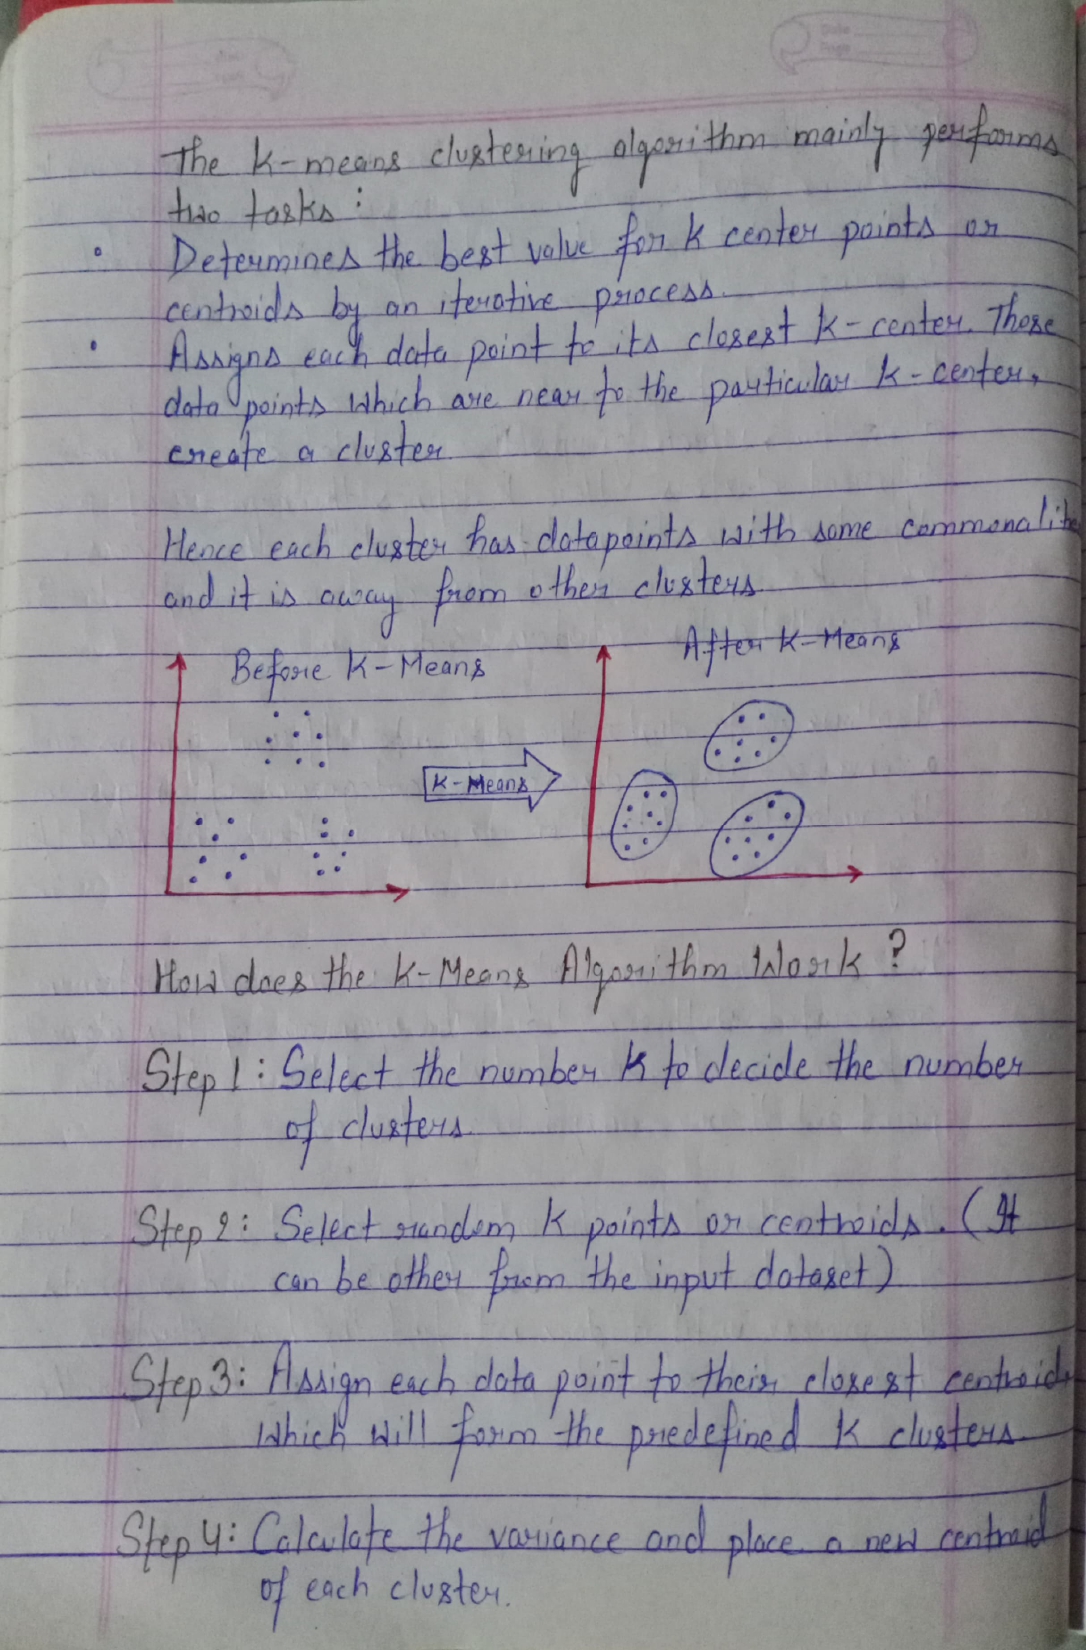 The K-means clustering algorithm mainly performs
two tasks :
• Determines the best value for K center points or
centroids by an iterative process.
• Assigns each data point to its closest k-center. Those
data points which are near to the particular k-center,
create a cluster.
Hence each cluster has datapoints with some commonalities
and it is away from other clusters.
Before K-Means
After K-Means
K-Means
How does the K-Means Algorithm Work ?
Step 1 : Select the number K to decide the number
of clusters.
Step 2 : Select random K points or centroids. (It
can be other from the input dataset)
Step 3 : Assign each data point to their closest centroid,
which will form the predefined K clusters.
Step 4 : Calculate the variance and place a new centroid
of each cluster.